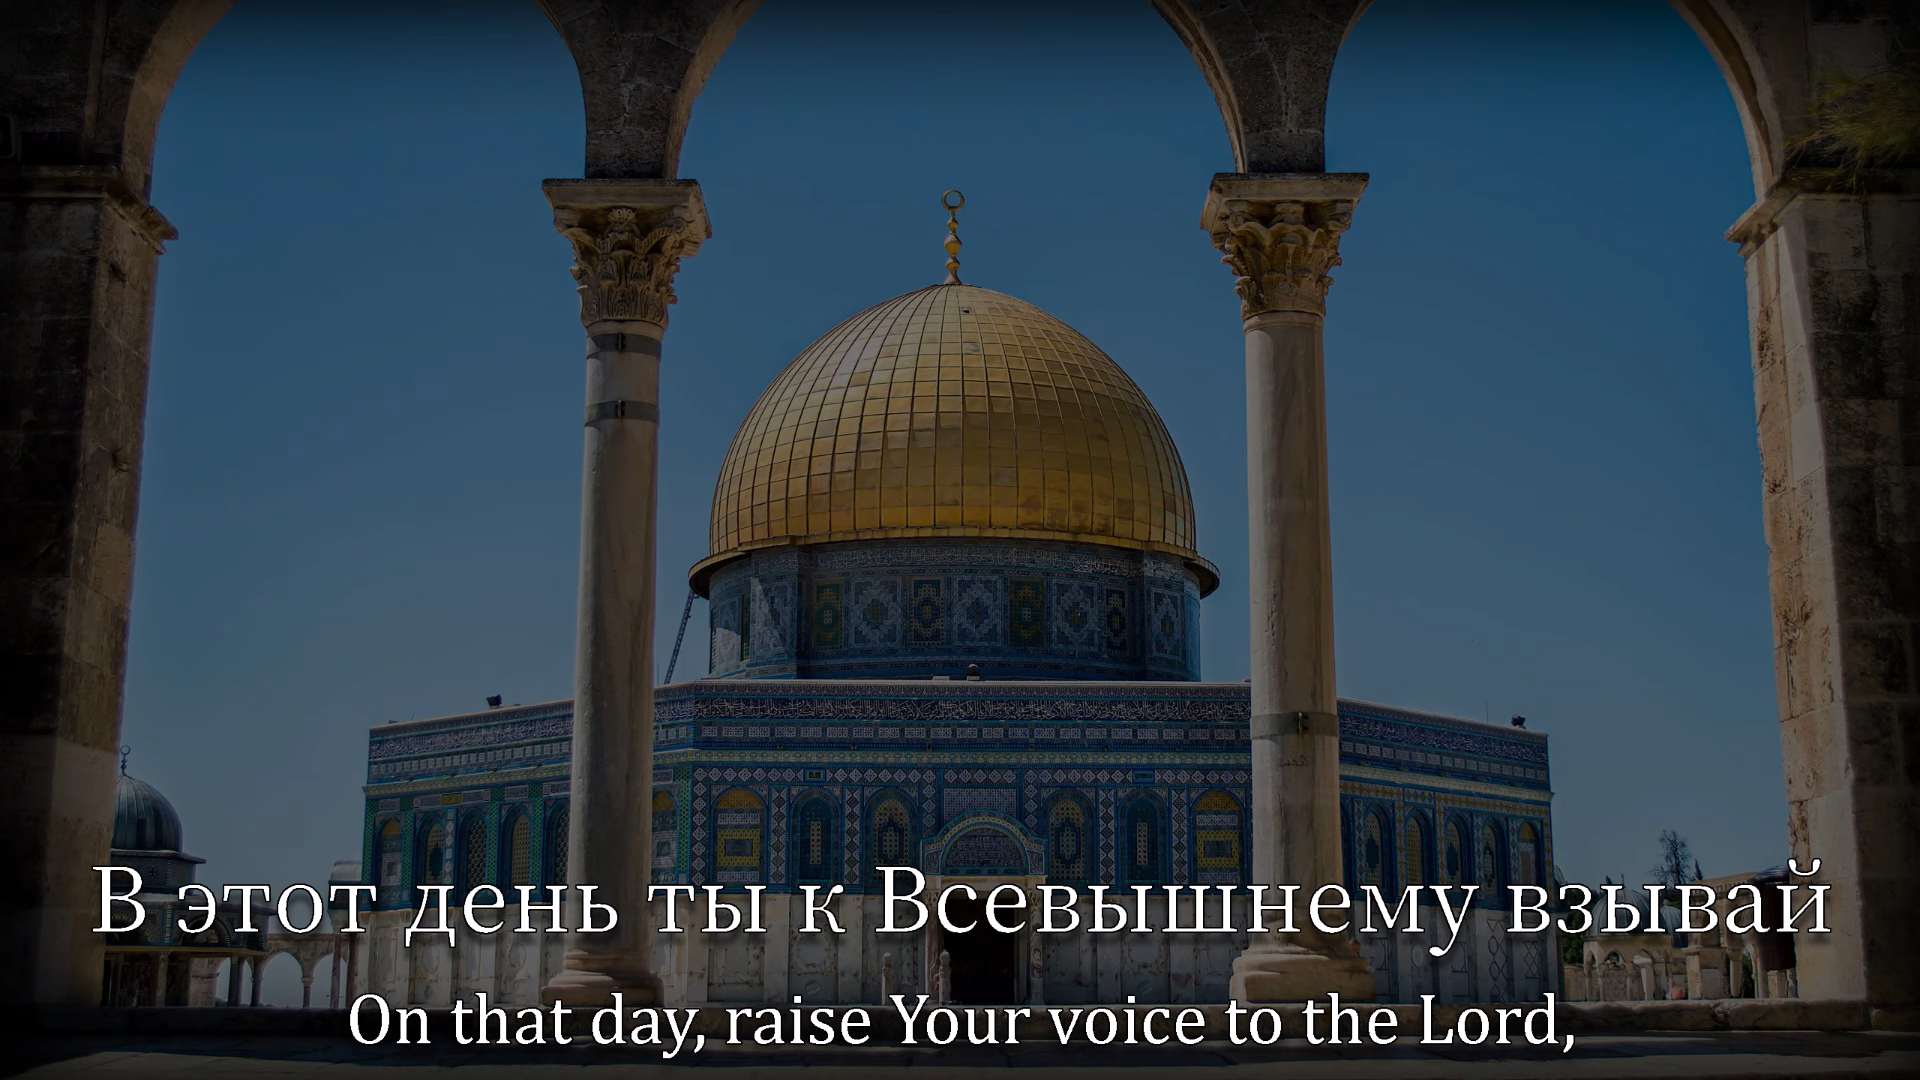 В этот день ты к Всевышнему взывай
On that day, raise Your voice to the Lord,